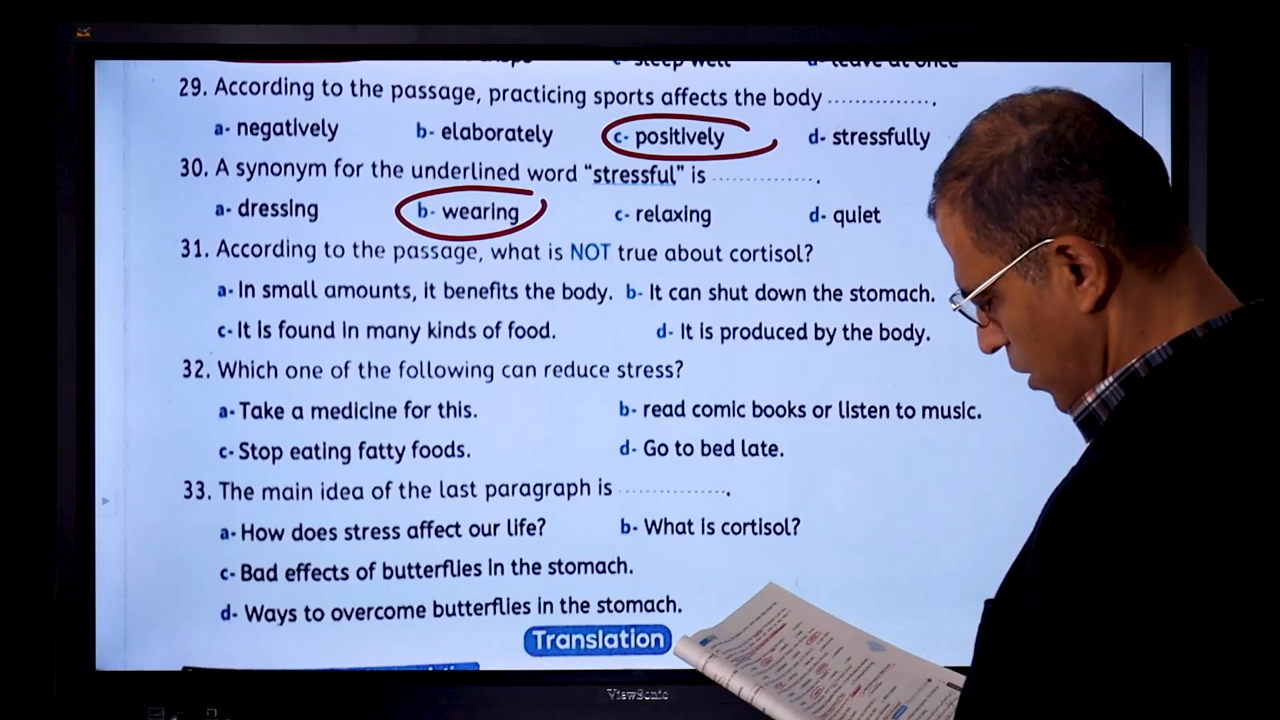 c- sleep well d- leave at once
29. According to the passage, practicing sports affects the body ................ .
a- negatively b- elaborately c- positively d- stressfully
30. A synonym for the underlined word "stressful" is ................ .
a- dressing b- wearing c- relaxing d- quiet
31. According to the passage, what is NOT true about cortisol?
a- In small amounts, it benefits the body. b- It can shut down the stomach.
c- It is found in many kinds of food. d- It is produced by the body.
32. Which one of the following can reduce stress?
a- Take a medicine for this. b- read comic books or listen to music.
c- Stop eating fatty foods. d- Go to bed late.
33. The main idea of the last paragraph is ................ .
a- How does stress affect our life? b- What is cortisol?
c- Bad effects of butterflies in the stomach.
d- Ways to overcome butterflies in the stomach.
Translation
ViewSonic